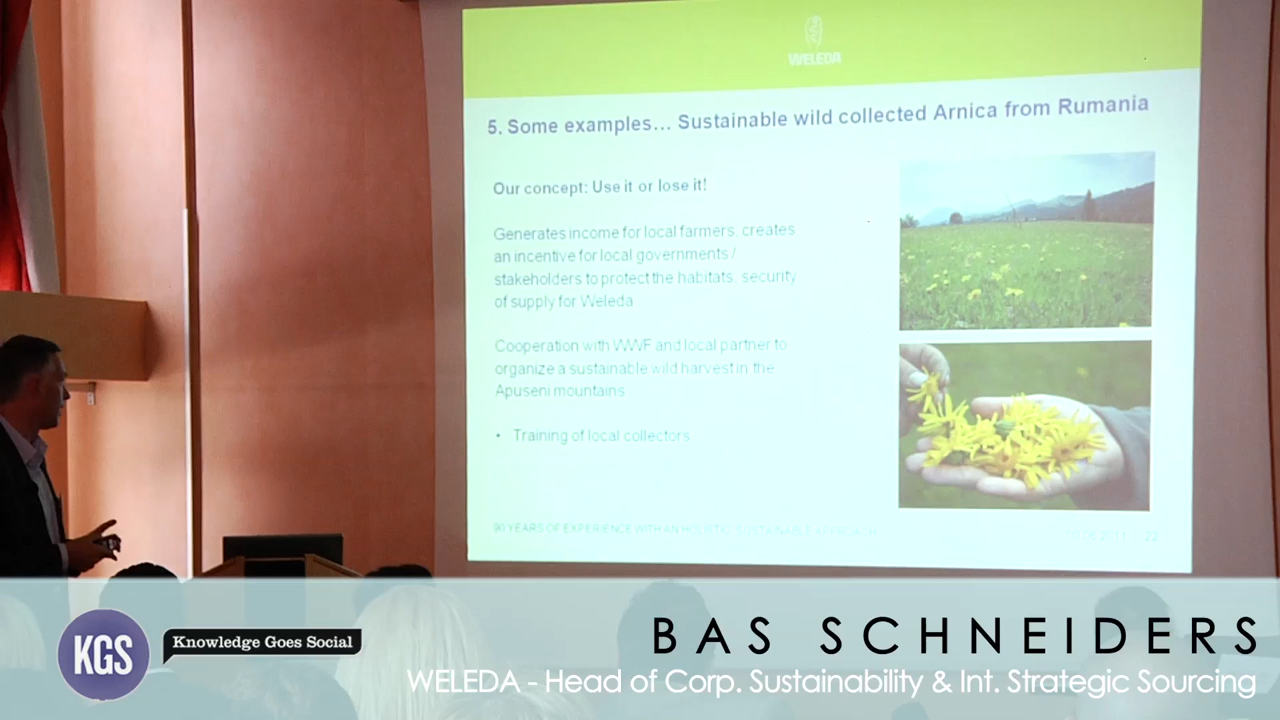 WELEDA
5. Some examples... Sustainable wild collected Arnica from Rumania
Our concept: Use it or lose it!
Generates income for local farmers, creates
an incentive for local governments /
stakeholders to protect the habitats, security
of supply for Weleda
Cooperation with WWF and local partner to
organize a sustainable wild harvest in the
Apuseni mountains
• Training of local collectors
90 YEARS OF EXPERIENCE WITH AN HOLISTIC, SUSTAINABLE APPROACH
2011 22
KGS
Knowledge Goes Social
BAS SCHNEIDERS
WELEDA - Head of Corp. Sustainability & Int. Strategic Sourcing